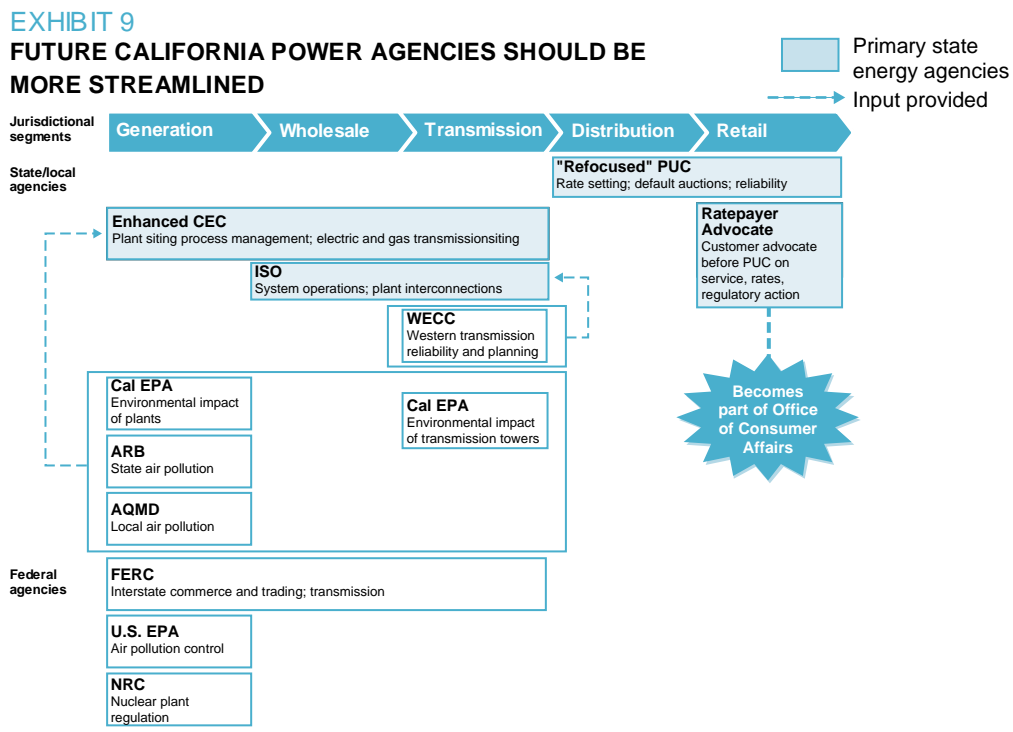 EXHIBIT 9
FUTURE CALIFORNIA POWER AGENCIES SHOULD BE
MORE STREAMLINED
Primary state
energy agencies
Input provided
Jurisdictional
segments
Generation
Wholesale
Transmission
Distribution
Retail
State/local
agencies
"Refocused" PUC
Rate setting; default auctions; reliability
Enhanced CEC
Plant siting process management; electric and gas transmissionsiting
Ratepayer
Advocate
Customer advocate
before PUC on
service, rates,
regulatory action
ISO
System operations; plant interconnections
WECC
Western transmission
reliability and planning
Cal EPA
Environmental impact
of plants
Cal EPA
Environmental impact
of transmission towers
Becomes
part of Office
of Consumer
Affairs
ARB
State air pollution
AQMD
Local air pollution
Federal
agencies
FERC
Interstate commerce and trading; transmission
U.S. EPA
Air pollution control
NRC
Nuclear plant
regulation